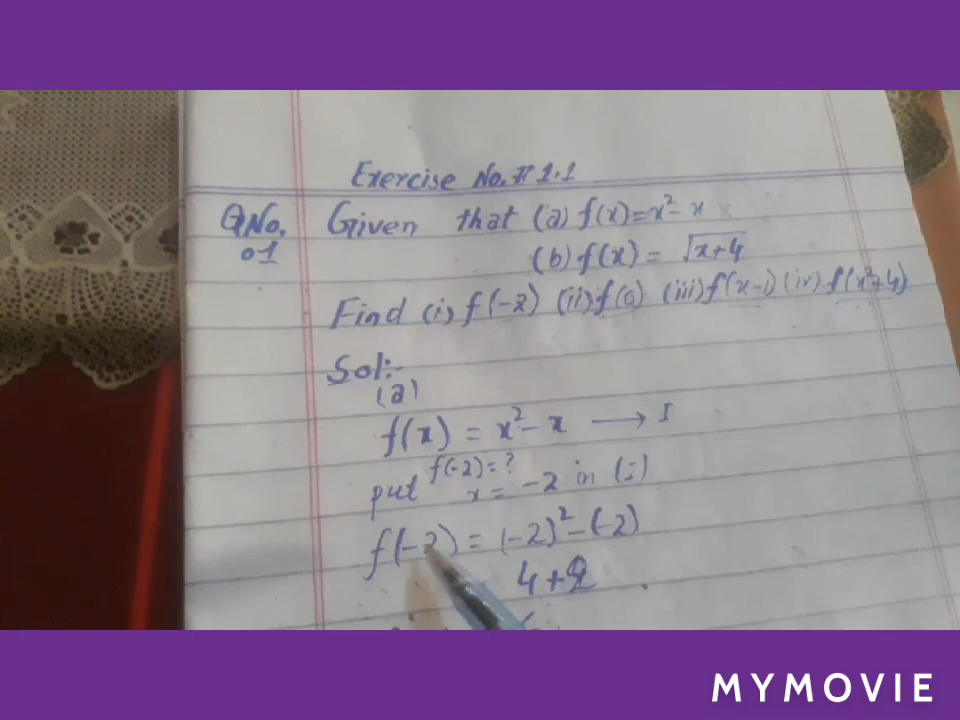 Exercise No. # 1.1
QNo. 01 Given that (a) f(x)=x²-x
(b) f(x) = √x+4
Find (i) f(-2) (ii) f(0) (iii) f(x-1) (iv) f(x²+4)
Sol:-
(a)
f(x) = x²-x → I
f(-2)=?
put x = -2 in (i)
f(-2) = (-2)²-(-2)
4+2
MYMOVIE